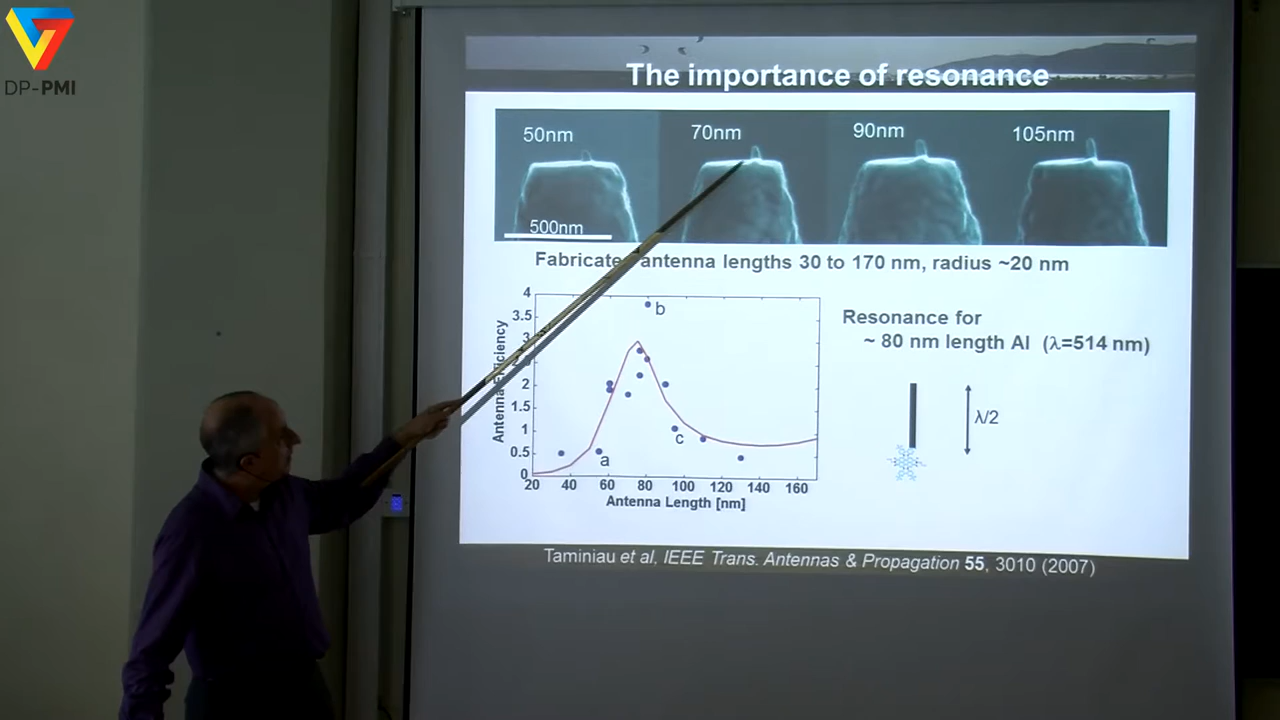 DP-PMI
The importance of resonance
50nm
70nm
90nm
105nm
500nm
Fabricate antenna lengths 30 to 170 nm, radius ~20 nm
4
3.5
3
2
1.5
1
0.5
0
Antenna Efficiency
b
c
a
20 40 60 80 100 120 140 160
Antenna Length [nm]
Resonance for
~ 80 nm length Al (λ=514 nm)
λ/2
Taminiau et al, IEEE Trans. Antennas & Propagation 55, 3010 (2007)